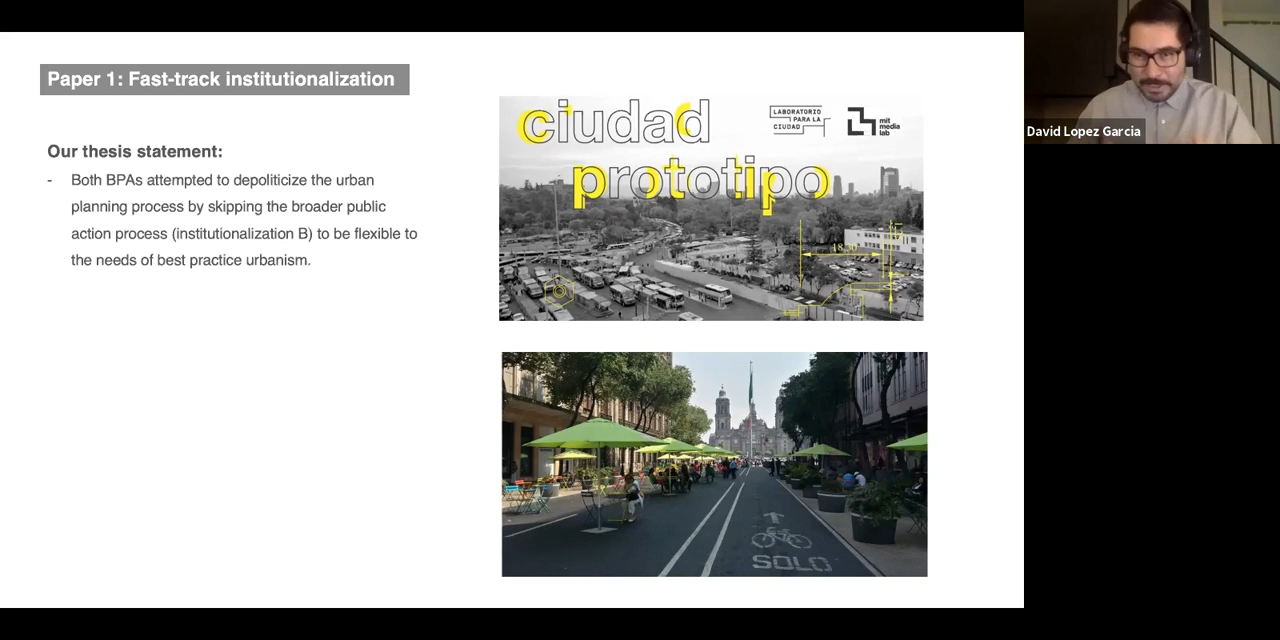 Paper 1: Fast-track institutionalization
Our thesis statement:
- Both BPAs attempted to depoliticize the urban
planning process by skipping the broader public
action process (institutionalization B) to be flexible to
the needs of best practice urbanism.
ciudad
prototipo
LABORATORIO
PARA LA
CIUDAD
mit
media
lab
18.30
SOLO
David Lopez Garcia